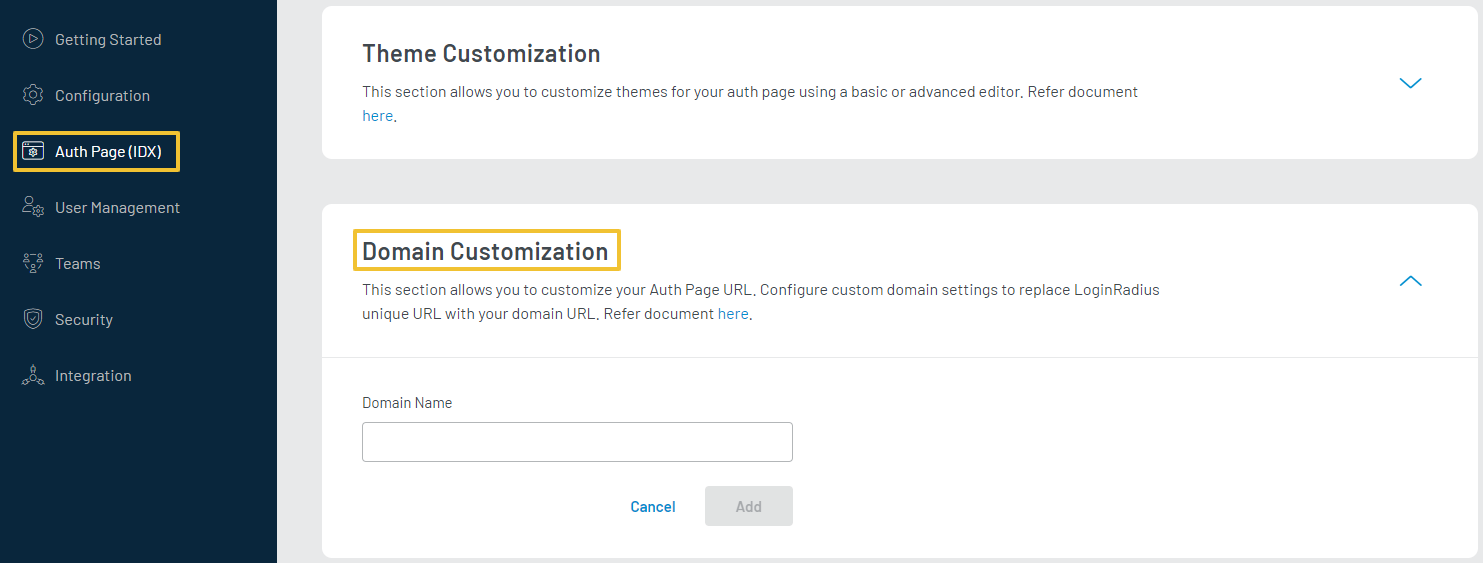 Getting Started
Configuration
Auth Page (IDX)
User Management
Teams
Security
Integration
Theme Customization
This section allows you to customize themes for your auth page using a basic or advanced editor. Refer document
here.
Domain Customization
This section allows you to customize your Auth Page URL. Configure custom domain settings to replace LoginRadius
unique URL with your domain URL. Refer document here.
Domain Name
Cancel
Add